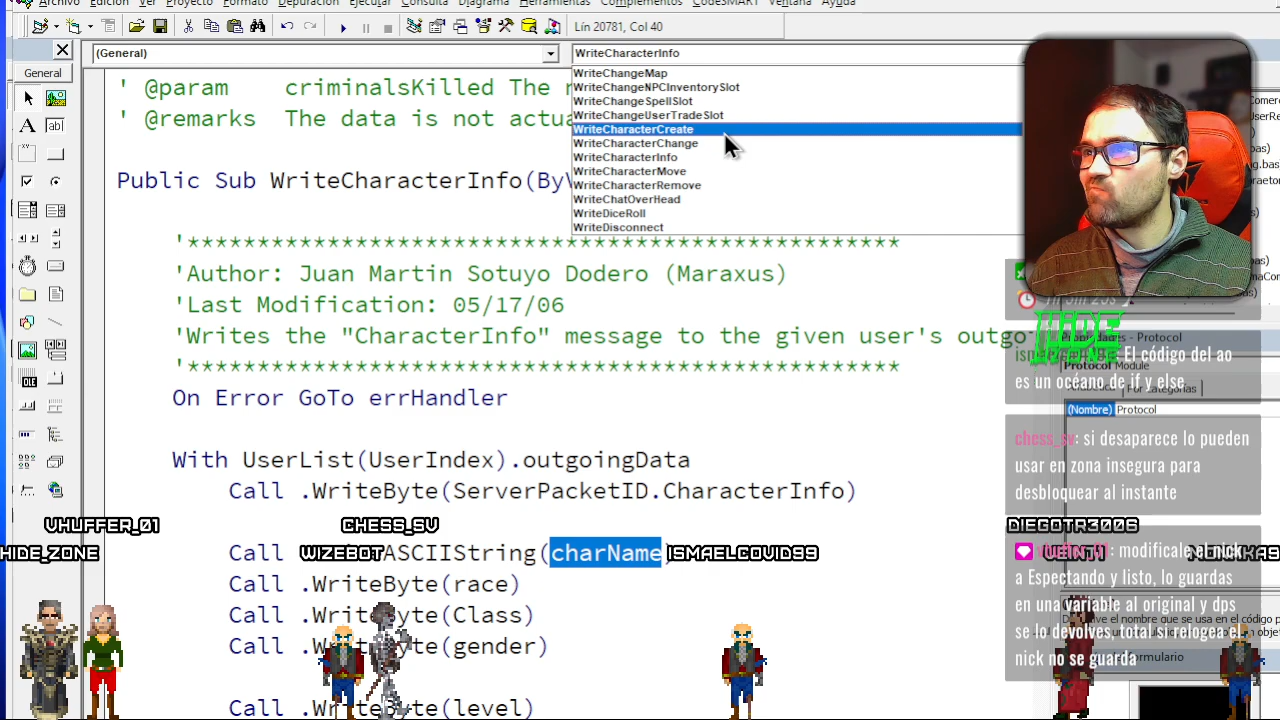 Archivo Edición Ver Proyecto Formato Depuración Ejecutar Consulta Diagrama Herramientas Complementos CodeSMART Ventana Ayuda
Lín 20781, Col 40
(General)
WriteCharacterInfo
General
WriteChangeMap
WriteChangeNPCInventorySlot
WriteChangeSpellSlot
WriteChangeUserTradeSlot
WriteCharacterCreate
WriteCharacterChange
WriteCharacterInfo
WriteCharacterMove
WriteCharacterRemove
WriteChatOverHead
WriteDiceRoll
WriteDisconnect
' @param criminalsKilled The
' @remarks The data is not actua
Public Sub WriteCharacterInfo(ByV
'***************************************************
'Author: Juan Martin Sotuyo Dodero (Maraxus)
'Last Modification: 05/17/06
'Writes the "CharacterInfo" message to the given user's outgo
'***************************************************
On Error GoTo errHandler
With UserList(UserIndex).outgoingData
Call .WriteByte(ServerPacketID.CharacterInfo)
Call ASCIIString(charName
Call .WriteByte(race)
Call .WriteByte(Class)
Call .WriteByte(gender)
Call .WriteByte(level)
VHUFFER_01
CHESS_SV
DIEGOTR3006
HIDE_ZONE
WIZEBOT
ISMAELCOVID99
HIDE
- Protocol
Protocol Module
Por categorías
(Nombre) Protocol
El código del ao
es un océano de if y else
chess_sv: si desaparece lo pueden
usar en zona insegura para
desbloquear al instante
: modificale el nick
a Espectando y listo, lo guardas
en una variable al original y dps
se lo devolves, total si relogea el
nick no se guarda